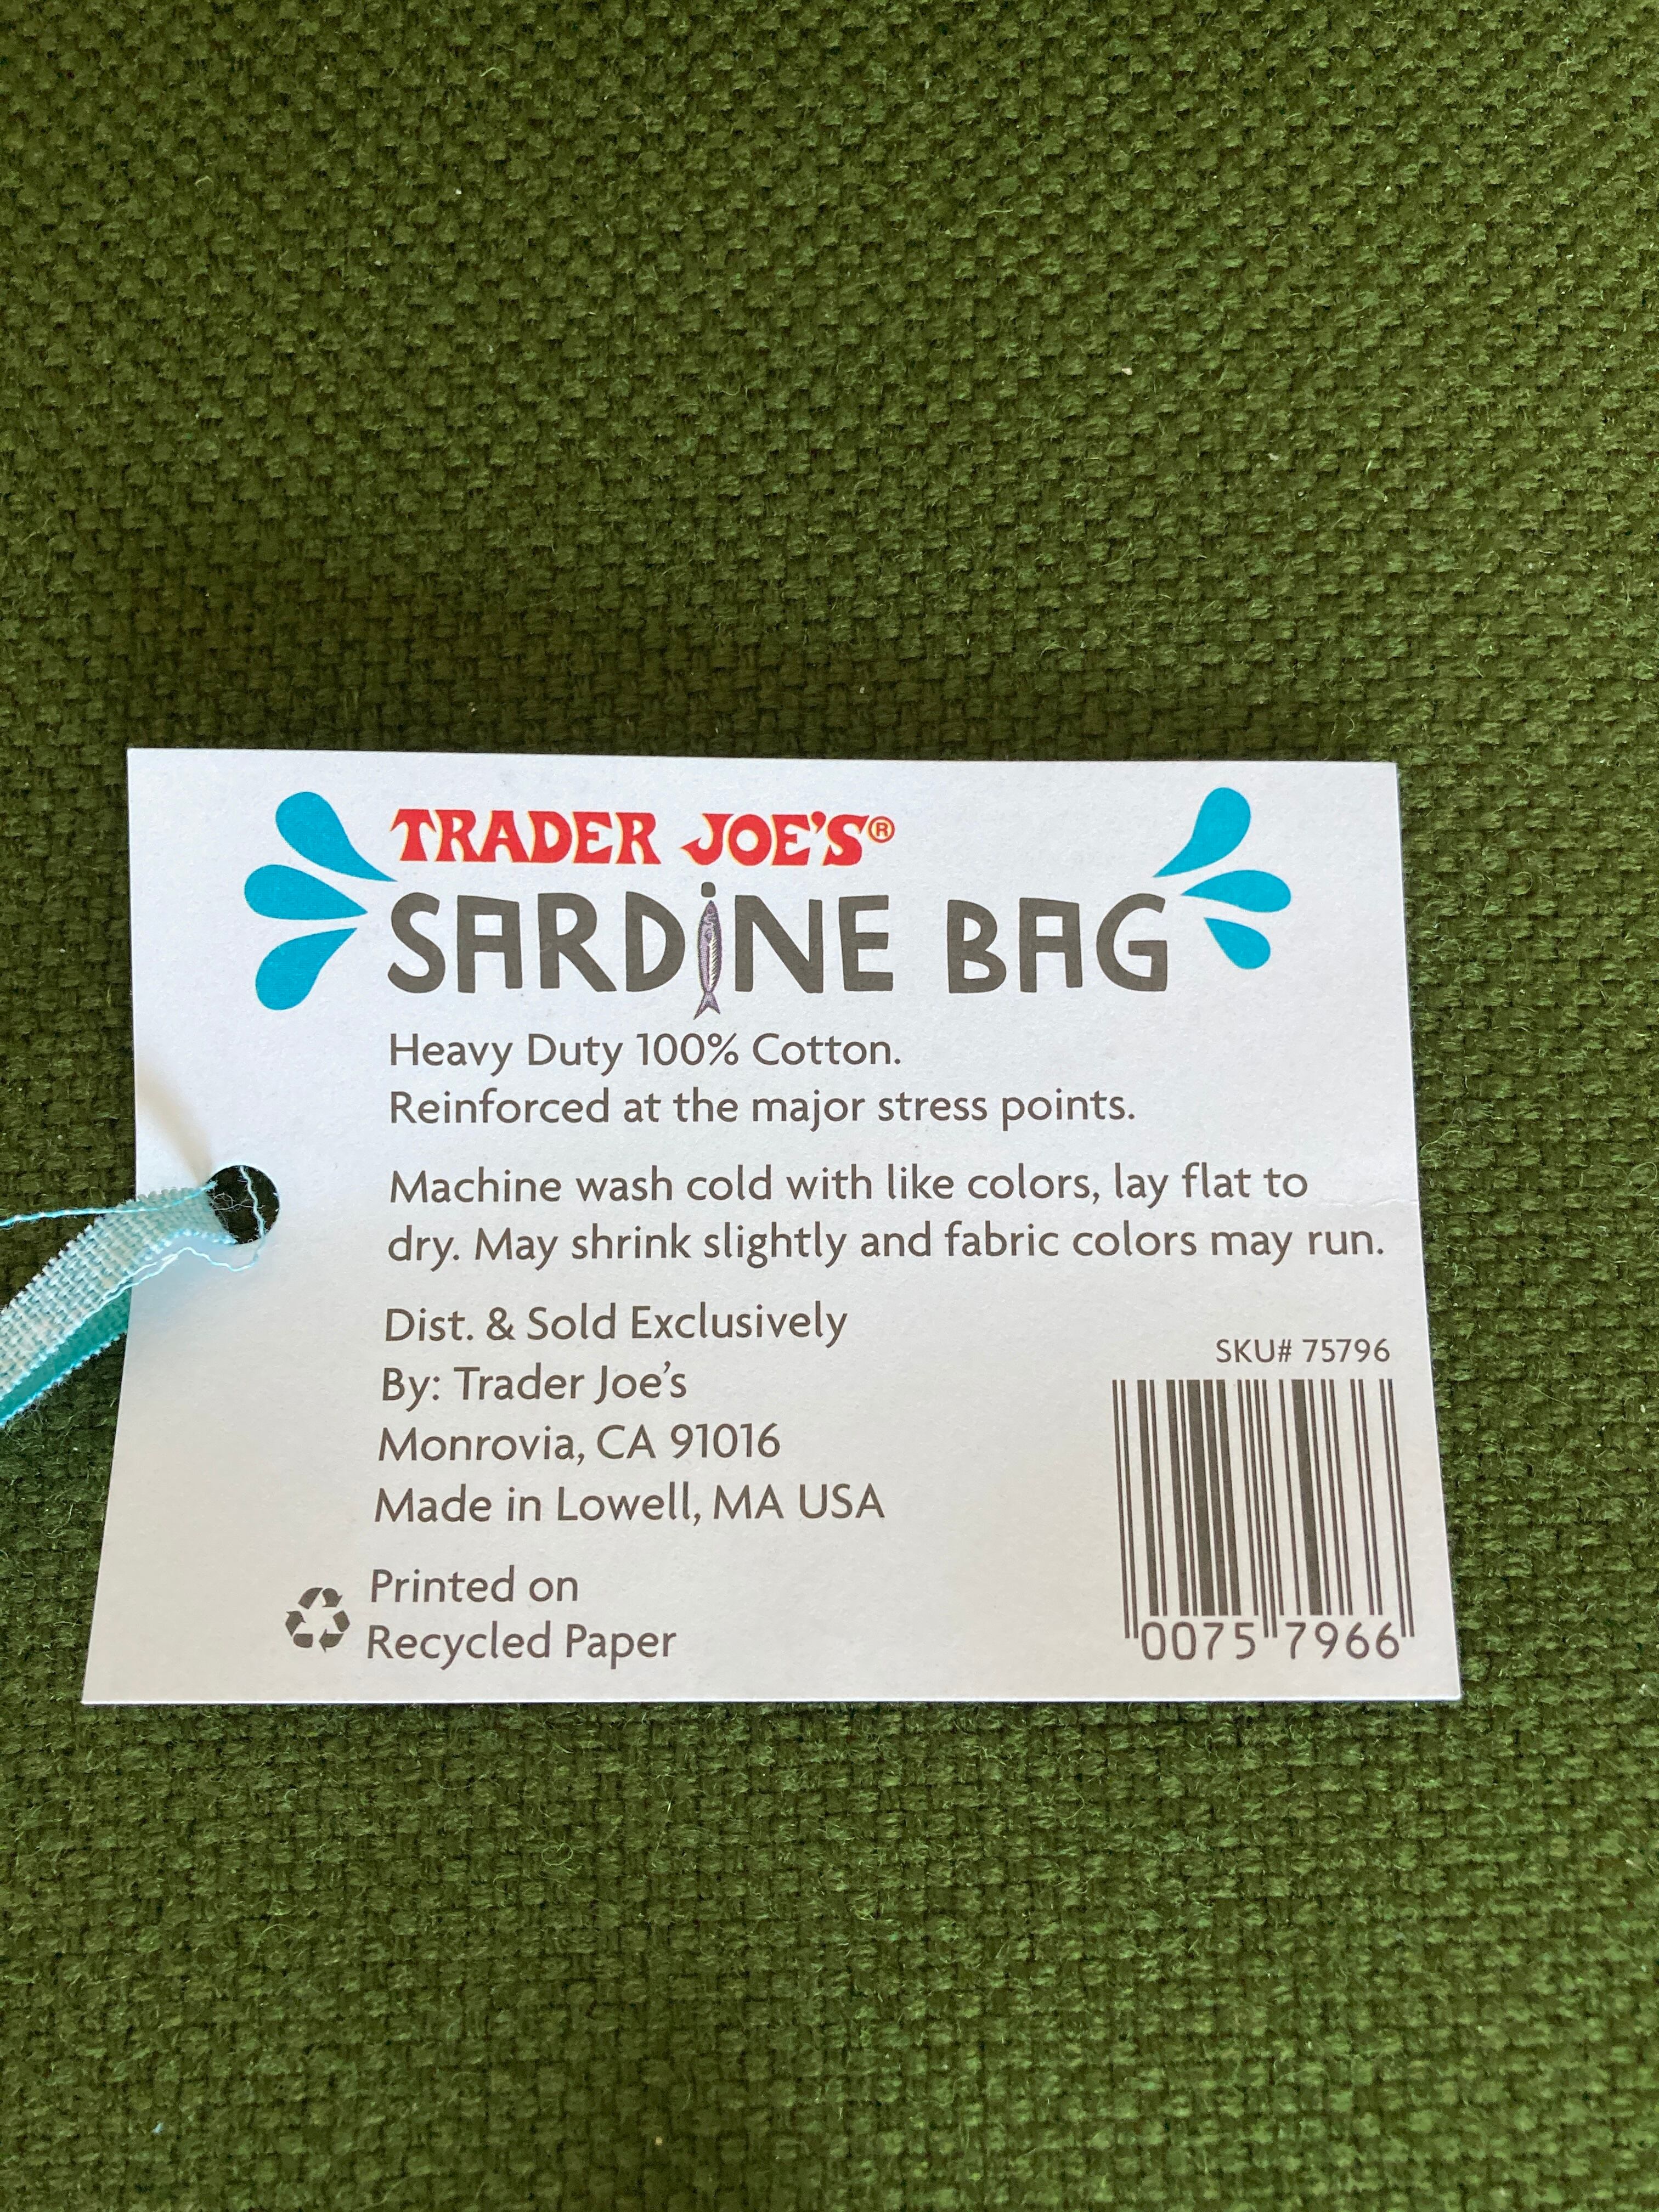 TRADER JOE'S®
SARDINE BAG
Heavy Duty 100% Cotton.
Reinforced at the major stress points.
Machine wash cold with like colors, lay flat to
dry. May shrink slightly and fabric colors may run.
Dist. & Sold Exclusively
By: Trader Joe's
Monrovia, CA 91016
Made in Lowell, MA USA
Printed on
Recycled Paper
SKU# 75796
0075 7966